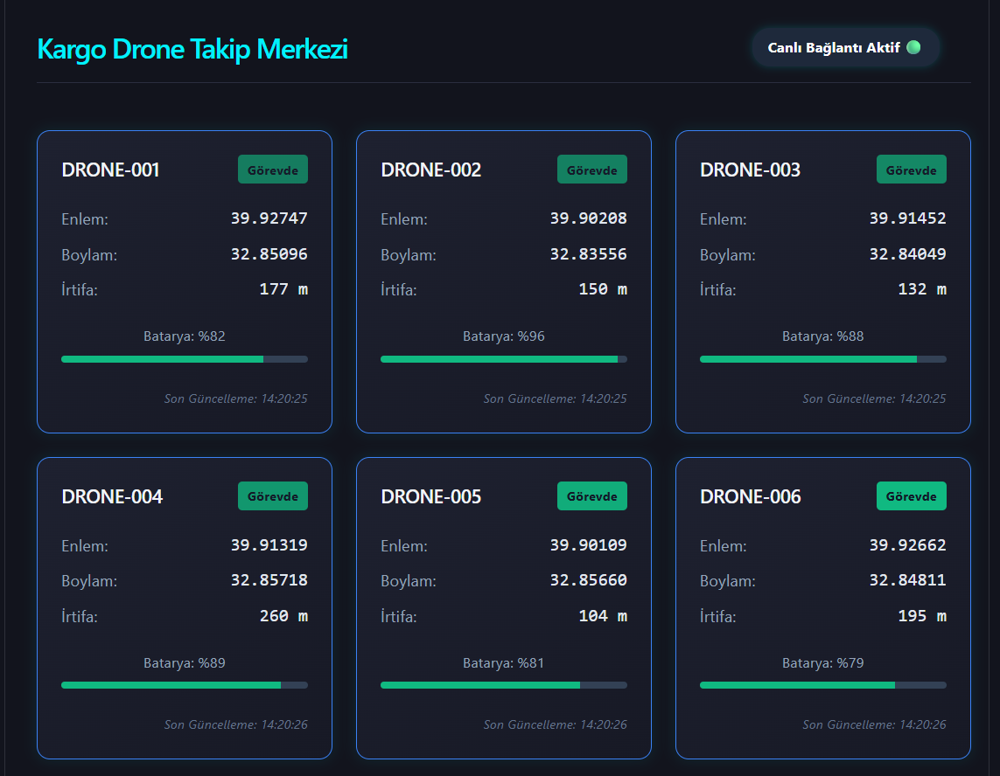 Kargo Drone Takip Merkezi
Canlı Bağlantı Aktif
DRONE-001
Görevde
Enlem: 39.92747
Boylam: 32.85096
İrtifa: 177 m
Batarya: %82
Son Güncelleme: 14:20:25
DRONE-002
Görevde
Enlem: 39.90208
Boylam: 32.83556
İrtifa: 150 m
Batarya: %96
Son Güncelleme: 14:20:25
DRONE-003
Görevde
Enlem: 39.91452
Boylam: 32.84049
İrtifa: 132 m
Batarya: %88
Son Güncelleme: 14:20:25
DRONE-004
Görevde
Enlem: 39.91319
Boylam: 32.85718
İrtifa: 260 m
Batarya: %89
Son Güncelleme: 14:20:26
DRONE-005
Görevde
Enlem: 39.90109
Boylam: 32.85660
İrtifa: 104 m
Batarya: %81
Son Güncelleme: 14:20:26
DRONE-006
Görevde
Enlem: 39.92662
Boylam: 32.84811
İrtifa: 195 m
Batarya: %79
Son Güncelleme: 14:20:26